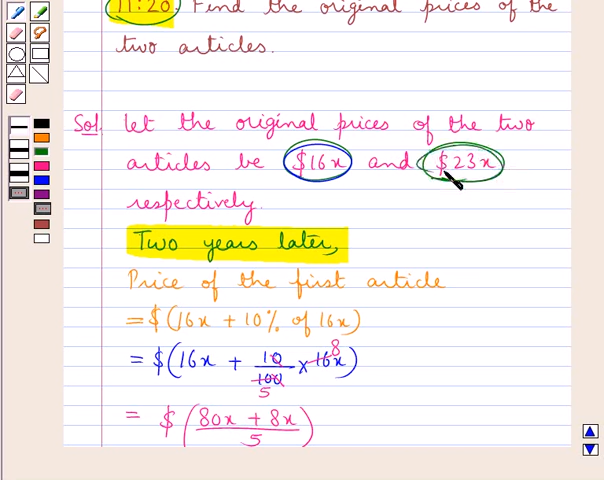 11:20) Find the original prices of the
two articles.
Sol. Let the original prices of the two
articles be $16x and $23x
respectively.
Two years later,
Price of the first article
= $(16x + 10% of 16x)
= $(16x + 10/100 × 16x) 5 8
= $(80x + 8x / 5)